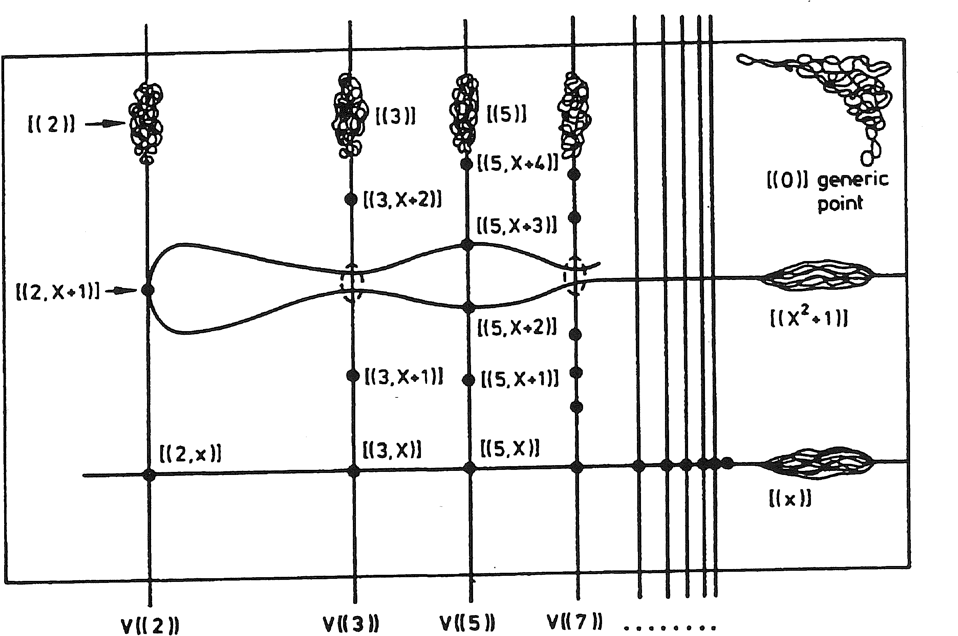 [(2)]
[(3)]
[(5)]
[(5,X+4)]
[(0)] generic
point
[(3,X+2)]
[(5,X+3)]
[(2,X+1)]
[(X²+1)]
[(5,X+2)]
[(3,X+1)]
[(5,X+1)]
[(2,x)]
[(3,X)]
[(5,X)]
[(x)]
V((2))
V((3))
V((5))
V((7))
........